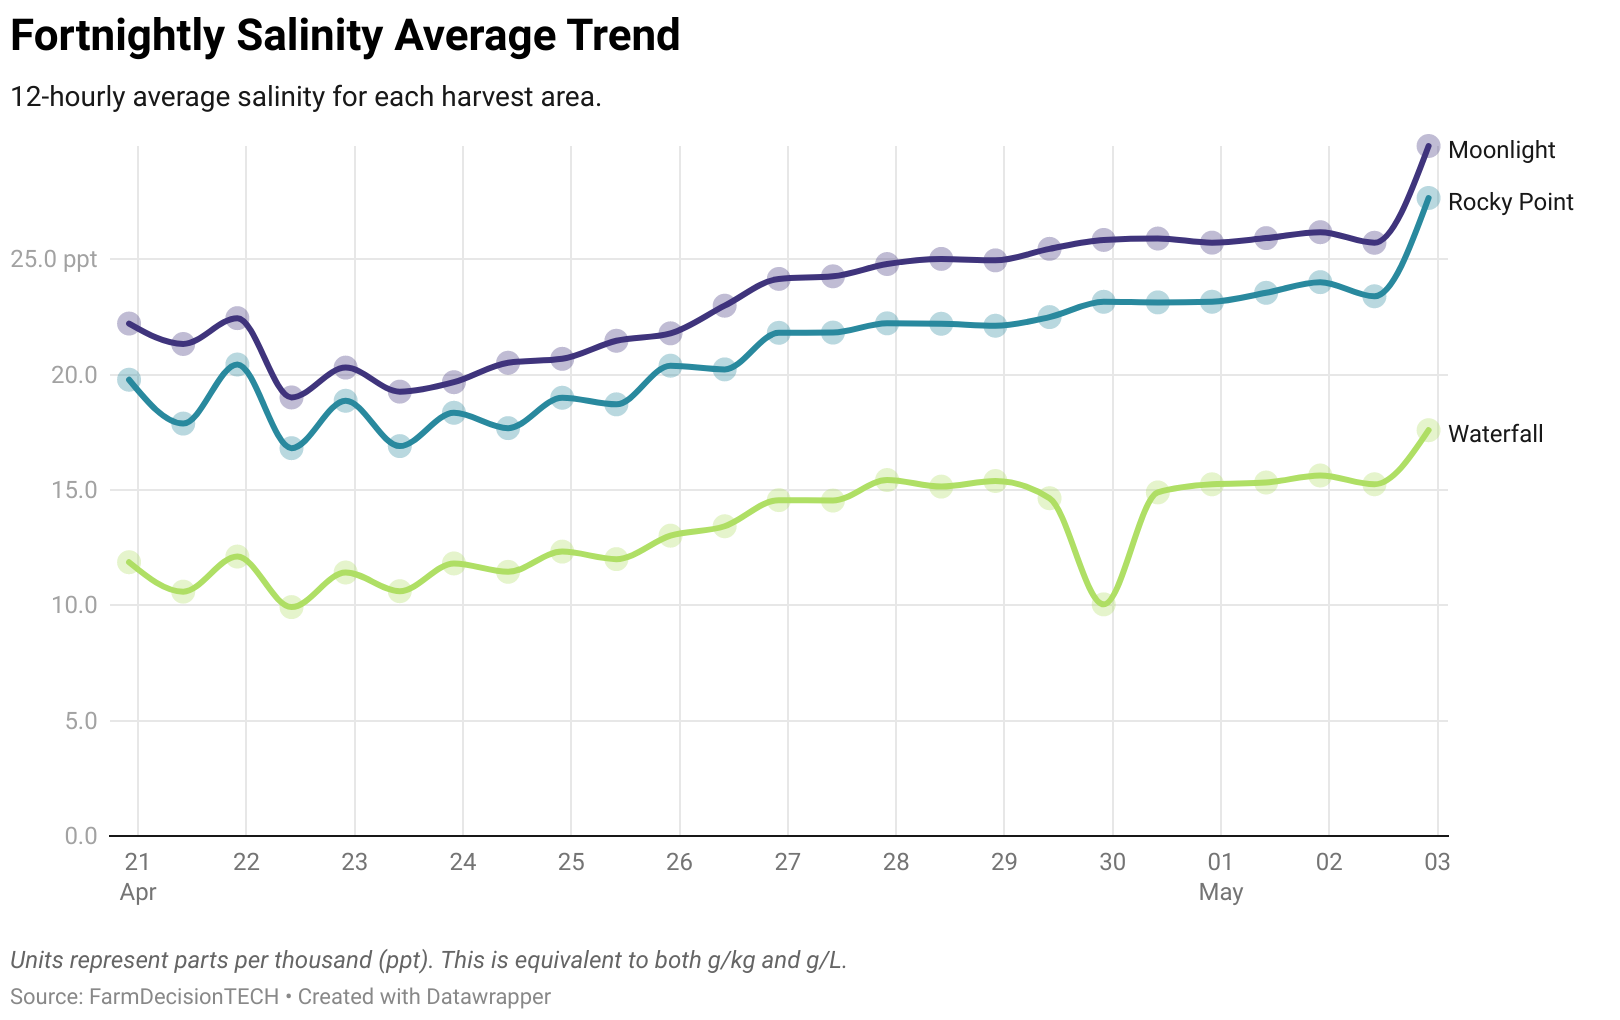 Fortnightly Salinity Average Trend
12-hourly average salinity for each harvest area.
Moonlight
Rocky Point
25.0 ppt
20.0
Waterfall
15.0
10.0
5.0
0.0
21 22 23 24 25 26 27 28 29 30 01 02 03
Apr May
Units represent parts per thousand (ppt). This is equivalent to both g/kg and g/L.
Source: FarmDecisionTECH • Created with Datawrapper